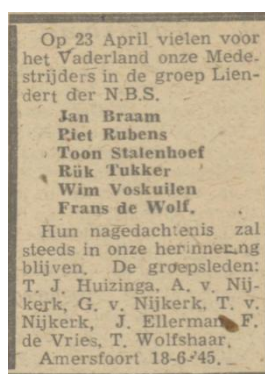 Op 23 April vielen voor
het Vaderland onze Mede-
strijders in de groep Lien-
dert der N.B.S.
Jan Braam
Piet Rubens
Toon Stalenhoef
Rijk Tukker
Wim Voskuilen
Frans de Wolf.
Hun nagedachtenis zal
steeds in onze herinnering
blijven. De groepsleden:
T. J. Huizinga, A. v. Nij-
kerk, G. v. Nijkerk, T. v.
Nijkerk, J. Ellerman, F.
de Vries, T. Wolfshaar.
Amersfoort 18-6-'45.